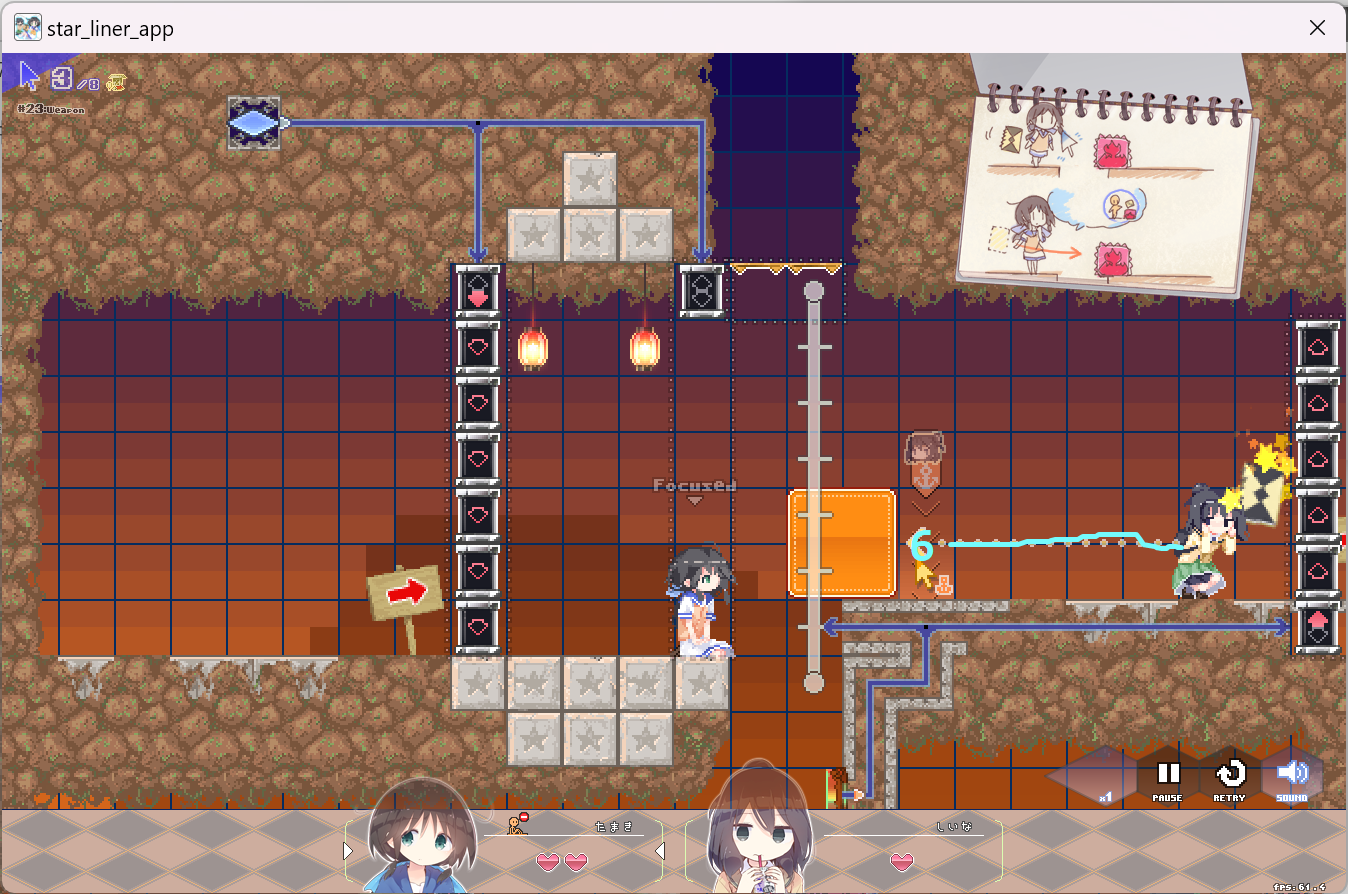 star_liner_app
3/8
#23:Weapon
Focused
6
x1
PAUSE
RETRY
SOUND
たまき
しいな
fps:61.4